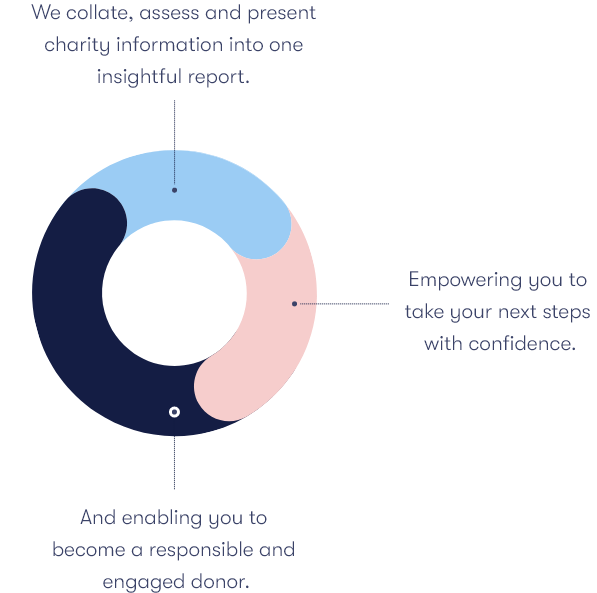 We collate, assess and present
charity information into one
insightful report.
Empowering you to
take your next steps
with confidence.
And enabling you to
become a responsible and
engaged donor.